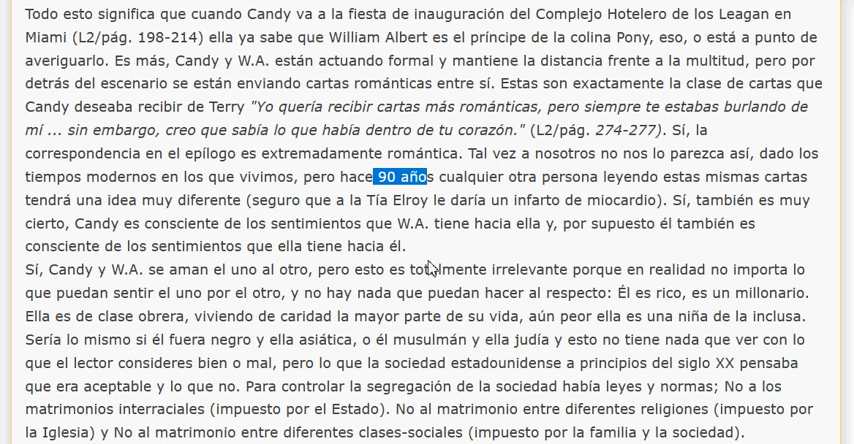 Todo esto significa que cuando Candy va a la fiesta de inauguración del Complejo Hotelero de los Leagan en
Miami (L2/pág. 198-214) ella ya sabe que William Albert es el príncipe de la colina Pony, eso, o está a punto de
averiguarlo. Es más, Candy y W.A. están actuando formal y mantiene la distancia frente a la multitud, pero por
detrás del escenario se están enviando cartas románticas entre sí. Estas son exactamente la clase de cartas que
Candy deseaba recibir de Terry "Yo quería recibir cartas más románticas, pero siempre te estabas burlando de
mí ... sin embargo, creo que sabía lo que había dentro de tu corazón." (L2/pág. 274-277). Sí, la
correspondencia en el epílogo es extremadamente romántica. Tal vez a nosotros no nos lo parezca así, dado los
tiempos modernos en los que vivimos, pero hace 90 años cualquier otra persona leyendo estas mismas cartas
tendrá una idea muy diferente (seguro que a la Tía Elroy le daría un infarto de miocardio). Sí, también es muy
cierto, Candy es consciente de los sentimientos que W.A. tiene hacia ella y, por supuesto él también es
consciente de los sentimientos que ella tiene hacia él.
Sí, Candy y W.A. se aman el uno al otro, pero esto es totalmente irrelevante porque en realidad no importa lo
que puedan sentir el uno por el otro, y no hay nada que puedan hacer al respecto: Él es rico, es un millonario.
Ella es de clase obrera, viviendo de caridad la mayor parte de su vida, aún peor ella es una niña de la inclusa.
Sería lo mismo si él fuera negro y ella asiática, o él musulmán y ella judía y esto no tiene nada que ver con lo
que el lector consideres bien o mal, pero lo que la sociedad estadounidense a principios del siglo XX pensaba
que era aceptable y lo que no. Para controlar la segregación de la sociedad había leyes y normas; No a los
matrimonios interraciales (impuesto por el Estado). No al matrimonio entre diferentes religiones (impuesto por
la Iglesia) y No al matrimonio entre diferentes clases-sociales (impuesto por la familia y la sociedad).